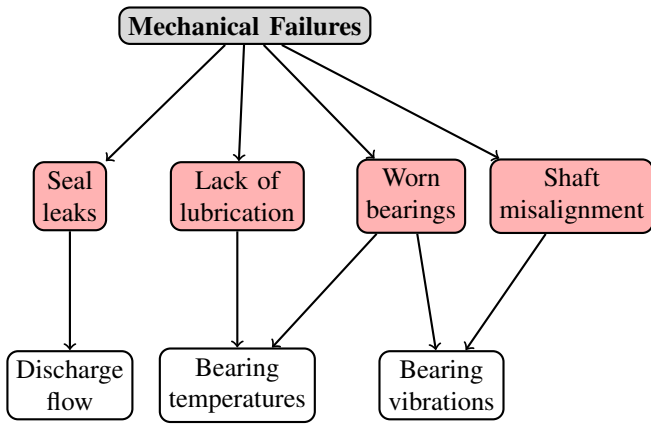 Mechanical Failures
Seal
leaks
Lack of
lubrication
Worn
bearings
Shaft
misalignment
Discharge
flow
Bearing
temperatures
Bearing
vibrations